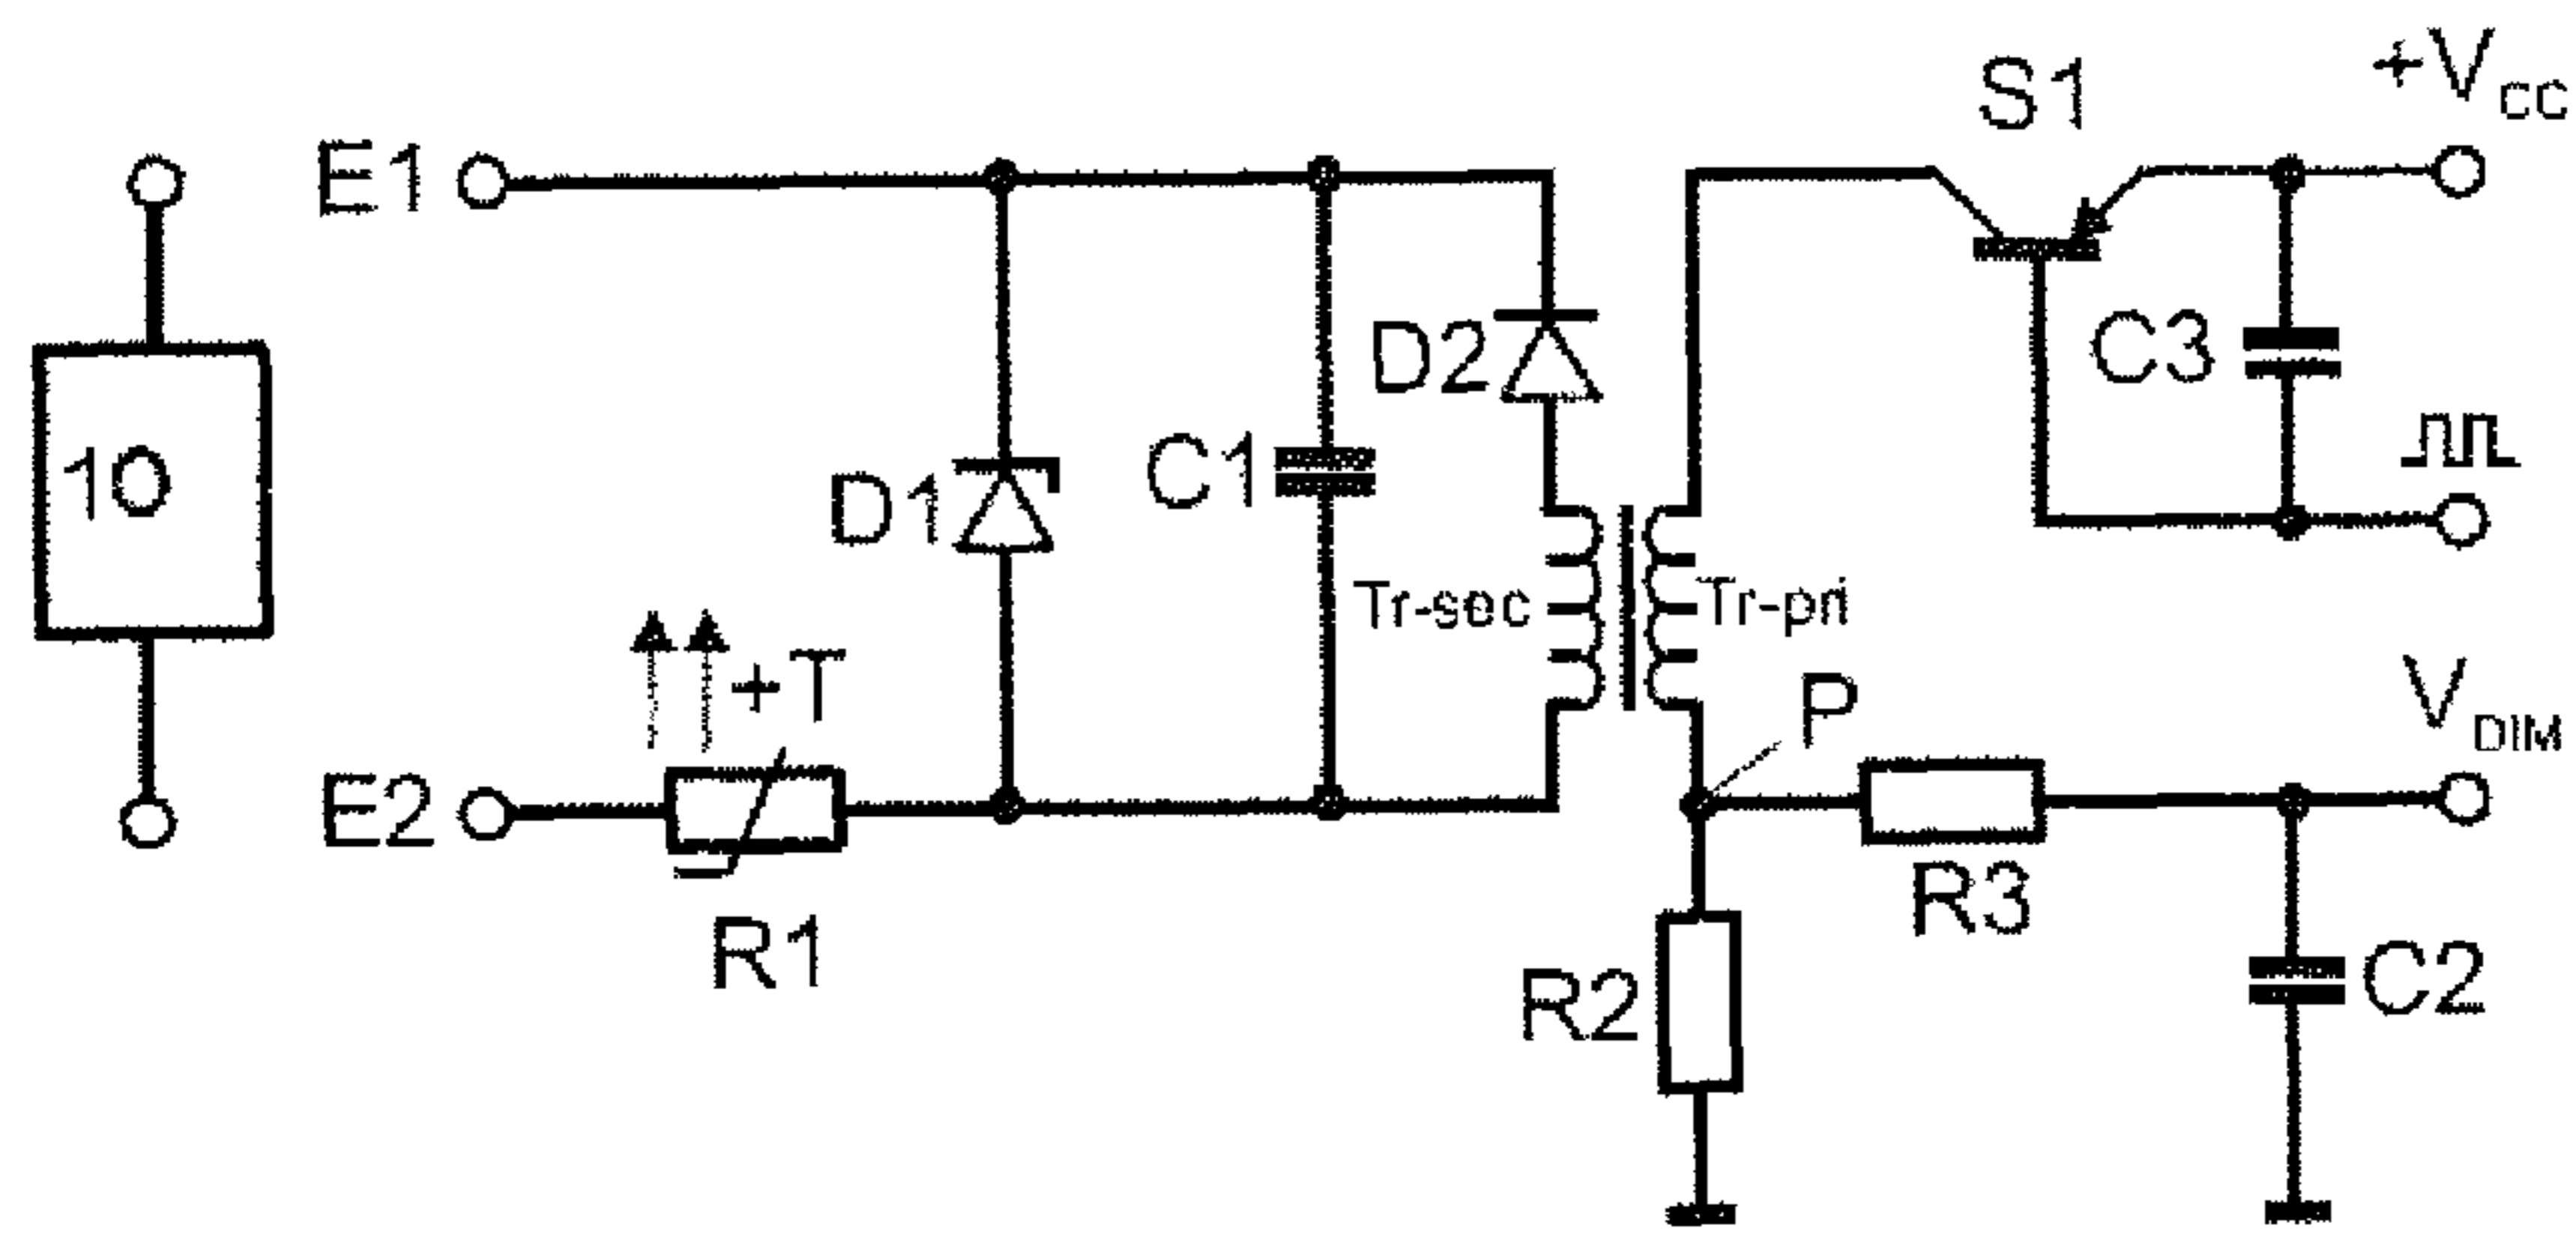 S1
+VCC
E1
D2
C3
10
D1
C1
Tr-sec
Tr-pri
+T
P
VDIM
E2
R1
R3
R2
C2